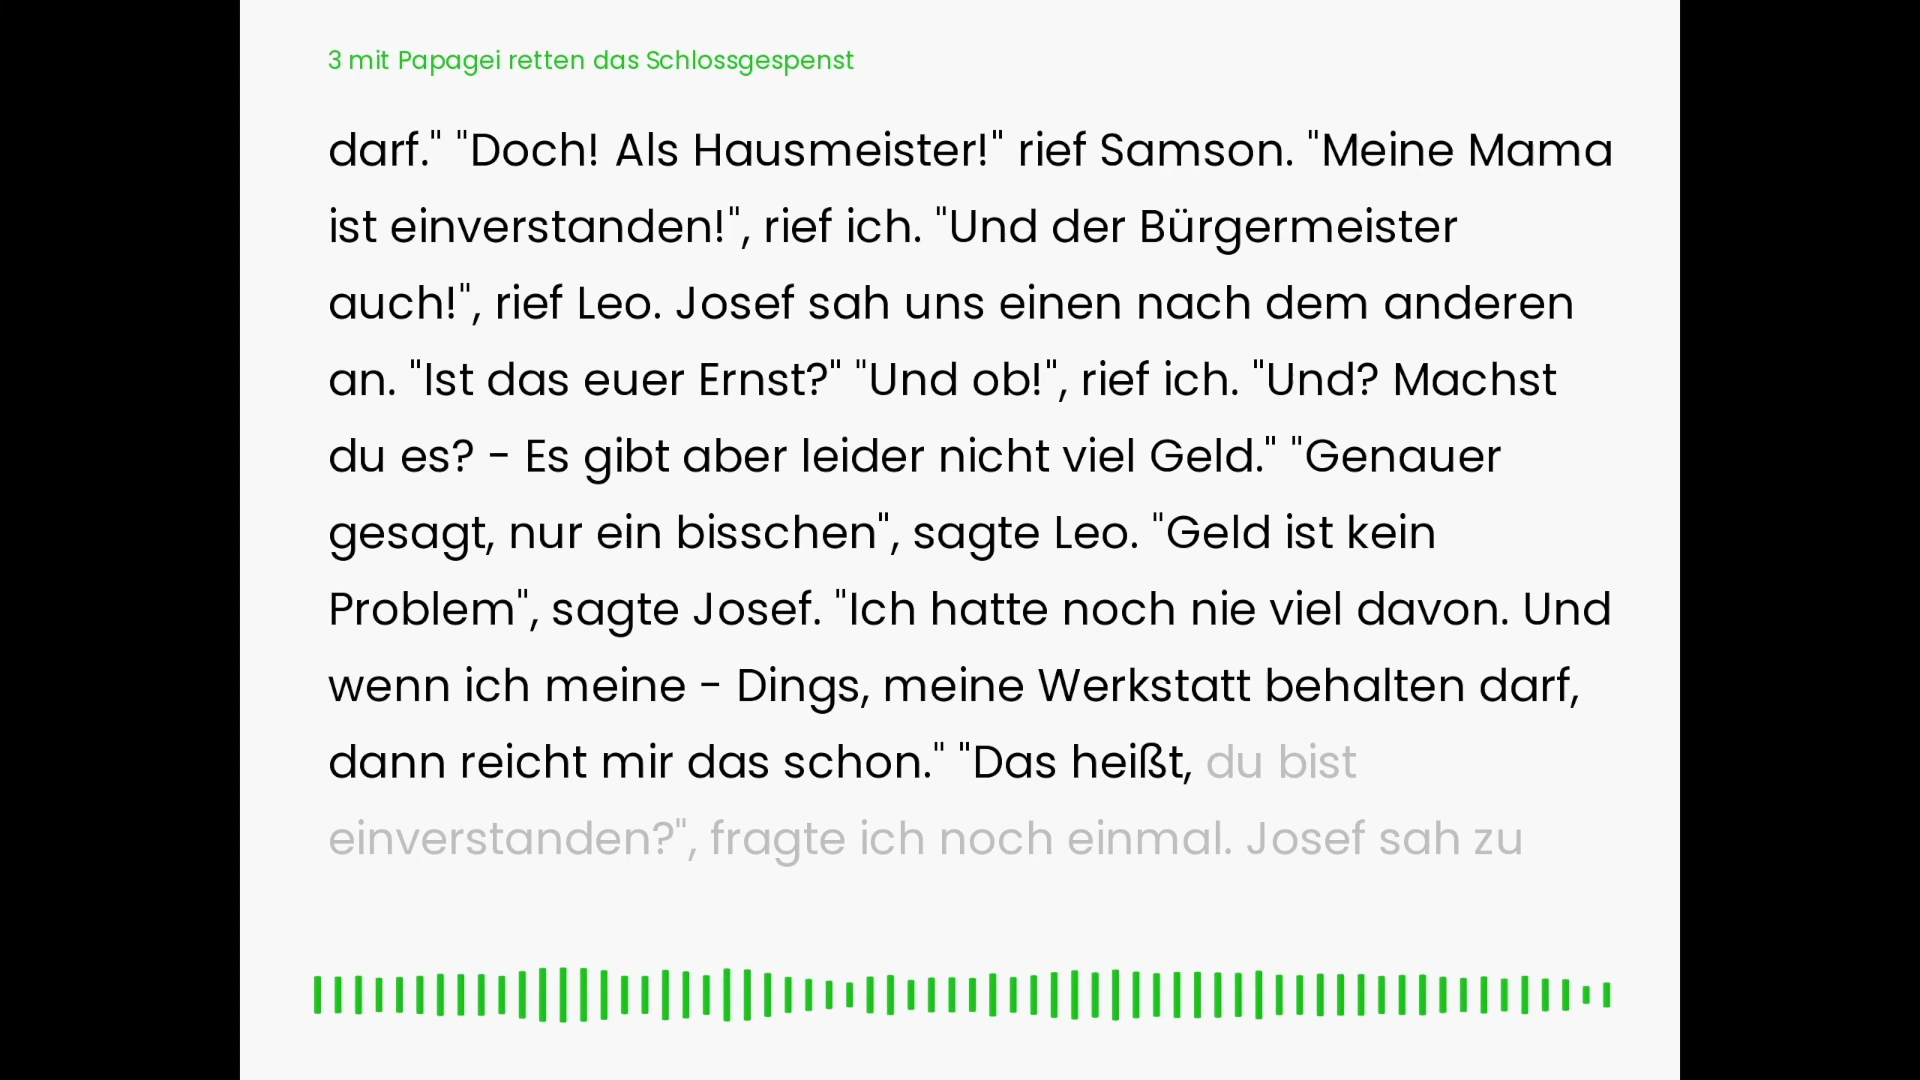 3 mit Papagei retten das Schlossgespenst
darf." "Doch! Als Hausmeister!" rief Samson. "Meine Mama
ist einverstanden!", rief ich. "Und der Bürgermeister
auch!", rief Leo. Josef sah uns einen nach dem anderen
an. "Ist das euer Ernst?" "Und ob!", rief ich. "Und? Machst
du es? - Es gibt aber leider nicht viel Geld." "Genauer
gesagt, nur ein bisschen", sagte Leo. "Geld ist kein
Problem", sagte Josef. "Ich hatte noch nie viel davon. Und
wenn ich meine - Dings, meine Werkstatt behalten darf,
dann reicht mir das schon." "Das heißt, du bist
einverstanden?", fragte ich noch einmal. Josef sah zu